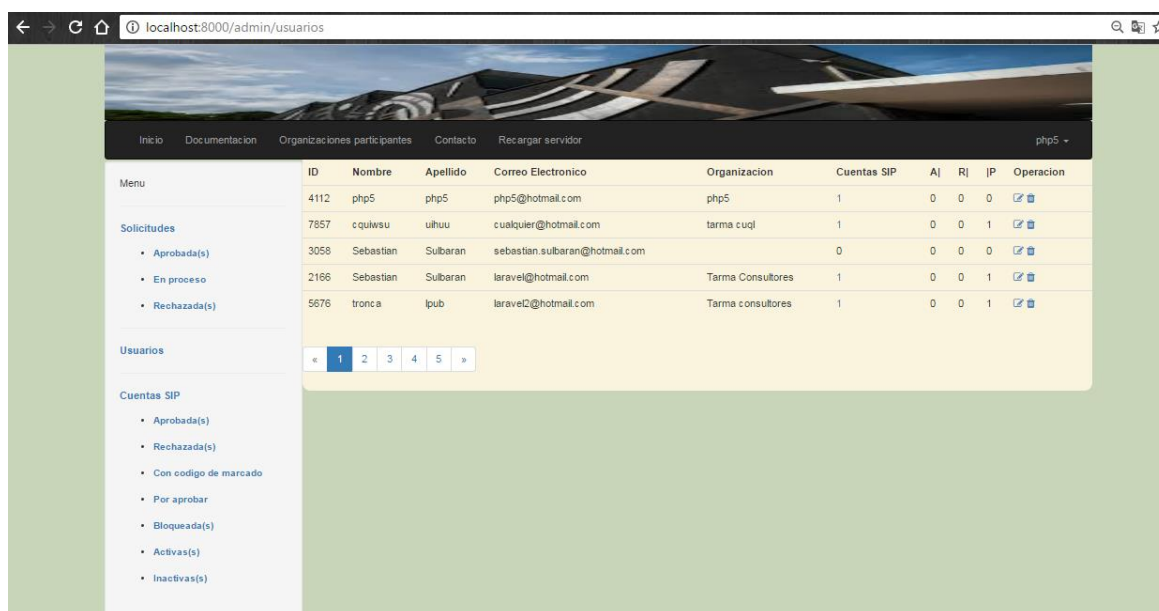 localhost:8000/admin/usuarios
Inicio Documentacion Organizaciones participantes Contacto Recargar servidor php5
Menu
Solicitudes
• Aprobada(s)
• En proceso
• Rechazada(s)
Usuarios
Cuentas SIP
• Aprobada(s)
• Rechazada(s)
• Con codigo de marcado
• Por aprobar
• Bloqueada(s)
• Activas(s)
• Inactivas(s)
ID Nombre Apellido Correo Electronico Organizacion Cuentas SIP A| R| |P Operacion
4112 php5 php5 php5@hotmail.com php5 1 0 0 0
7857 cquiwsu uihuu cualquier@hotmail.com tarma cuql 1 0 0 1
3058 Sebastian Sulbaran sebastian.sulbaran@hotmail.com 0 0 0 0
2166 Sebastian Sulbaran laravel@hotmail.com Tarma Consultores 1 0 0 1
5676 tronca lpub laravel2@hotmail.com Tarma consultores 1 0 0 1
« 1 2 3 4 5 »